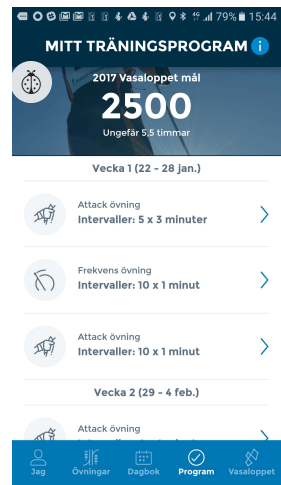 79% 15:44
MITT TRÄNINGSPROGRAM i
2017 Vasaloppet mål
2500
Ungefär 5,5 timmar
Vecka 1 (22 - 28 jan.)
Attack övning
Intervaller: 5 x 3 minuter
Frekvens övning
Intervaller: 10 x 1 minut
Attack övning
Intervaller: 10 x 1 minut
Vecka 2 (29 - 4 feb.)
Attack övning
Jag Övningar Dagbok Program Vasaloppet